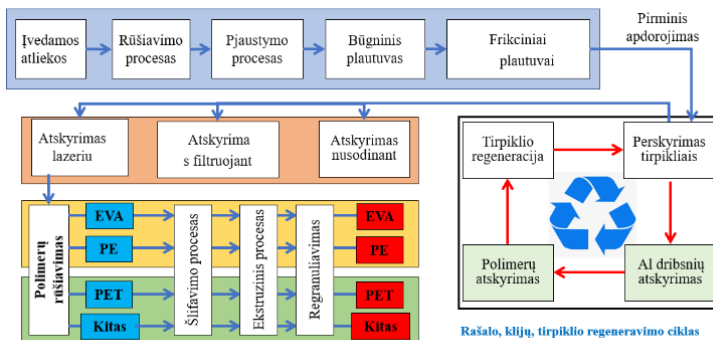 Įvedamos
atliekos
Rūšiavimo
procesas
Pjaustymo
procesas
Būgninis
plautuvas
Frikciniai
plautuvai
Pirminis
apdorojimas
Atskyrimas
lazeriu
Atskyrima
s filtruojant
Atskyrimas
nusodinant
Tirpiklio
regeneracija
Perskyrimas
tirpikliais
Polimerų
atskyrimas
Al dribsnių
atskyrimas
Rašalo, klijų, tirpiklio regeneravimo ciklas
Polimerų
rūšiavimas
EVA
PE
PET
Kitas
Šlifavimo procesas
Ekstruzinis procesas
Regranuliavimas
EVA
PE
PET
Kitas